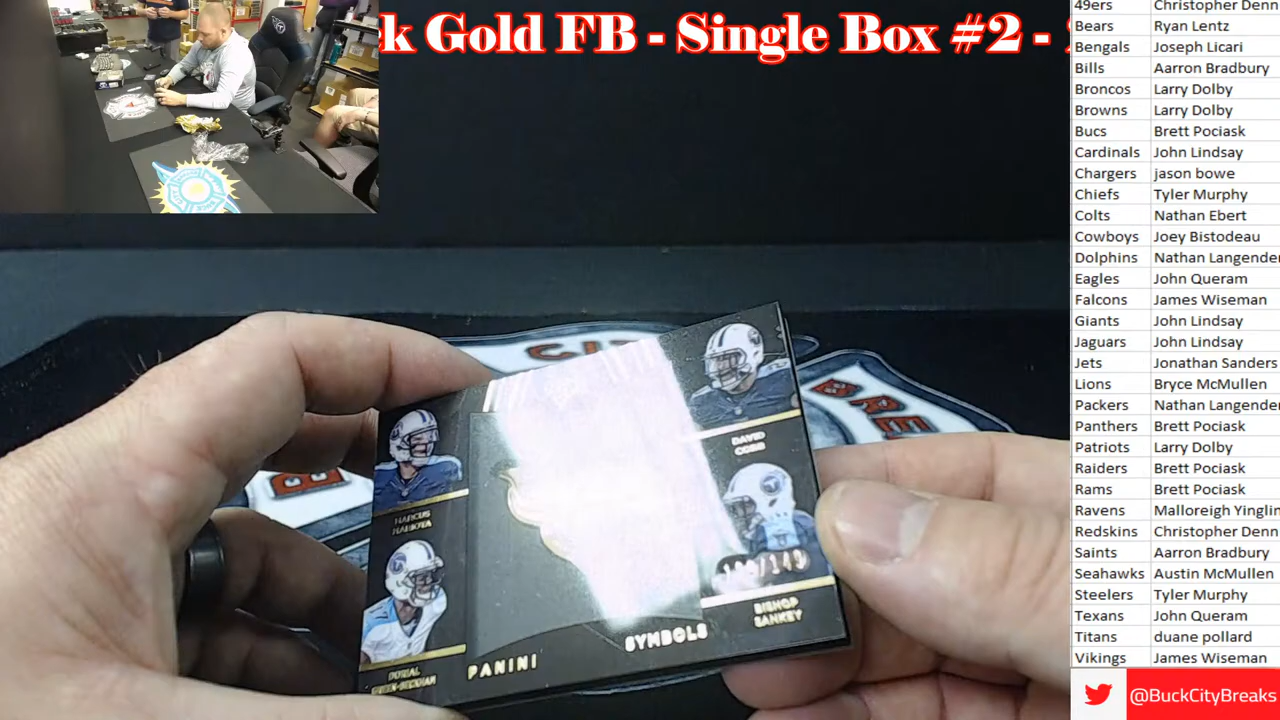 k Gold FB - Single Box #2 -
49ers Christopher Denn
Bears Ryan Lentz
Bengals Joseph Licari
Bills Aarron Bradbury
Broncos Larry Dolby
Browns Larry Dolby
Bucs Brett Pociask
Cardinals John Lindsay
Chargers jason bowe
Chiefs Tyler Murphy
Colts Nathan Ebert
Cowboys Joey Bistodeau
Dolphins Nathan Langender
Eagles John Queram
Falcons James Wiseman
Giants John Lindsay
Jaguars John Lindsay
Jets Jonathan Sanders
Lions Bryce McMullen
Packers Nathan Langender
Panthers Brett Pociask
Patriots Larry Dolby
Raiders Brett Pociask
Rams Brett Pociask
Ravens Malloreigh Yinglin
Redskins Christopher Denn
Saints Aarron Bradbury
Seahawks Austin McMullen
Steelers Tyler Murphy
Texans John Queram
Titans duane pollard
Vikings James Wiseman
@BuckCityBreaks
MARCUS
MARIOTA
DAVID
COBB
DORIAL
GREEN-BECKHAM
BISHOP
SANKEY
PANINI
SYMBOLS